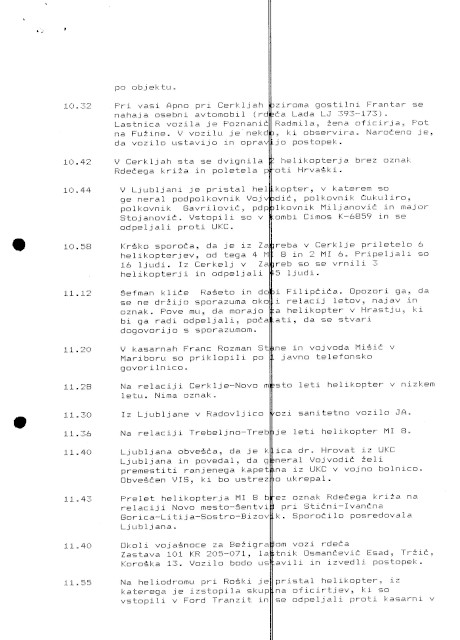 po objektu.
10.32 Pri vasi Apno pri Cerkljah oziroma gostilni Frantar se
nahaja osebni avtomobil (rdeča Lada LJ 393-173).
Lastnica vozila je Poznanić Radmila, žena oficirja, Pot
na Fužine. V vozilu je nekdo, ki observira. Naročeno je,
da vozilo ustavijo in opravijo postopek.
10.42 V Cerkljah sta se dvignila 2 helikopterja brez oznak
Rdečega križa in poletela proti Hrvaški.
10.44 V Ljubljani je pristal helikopter, v katerem so
ge neral podpolkovnik Vojvodić, polkovnik Čukuliro,
polkovnik Gavrilović, pdpolkovnik Miljanović in major
Stojanović. Vstopili so v kombi Cimos K-6859 in se
odpeljali proti UKC.
10.58 Krško sporoča, da je iz Zagreba v Cerklje priletelo 6
helikopterjev, od tega 4 MI 8 in 2 MI 6. Pripeljali so
16 ljudi. Iz Cerkelj v Zagreb so se vrnili 3
helikopterji in odpeljali 45 ljudi.
11.12 Šefman kliče Rašeto in dobi Filipčiča. Opozori ga, da
se ne držijo sporazuma okoli relacij letov, najav in
oznak. Pove mu, da morajo za helikopter v Hrastju, ki
bi ga radi odpeljali, počakati, da se stvari
dogovorijo s sporazumom.
11.20 V kasarnah Franc Rozman Stane in vojvoda Mišič v
Mariboru so priklopili po 1 javno telefonsko
govorilnico.
11.28 Na relaciji Cerklje-Novo mesto leti helikopter v nizkem
letu. Nima oznak.
11.30 Iz Ljubljane v Radovljico vozi sanitetno vozilo JA.
11.36 Na relaciji Trebeljno-Trebnje leti helikopter MI 8.
11.40 Ljubljana obvešča, da je klica dr. Hrovat iz UKC
Ljubljana in povedal, da general Vojvodič želi
premestiti ranjenega kapetana iz UKC v vojno bolnico.
Obveščen VIS, ki bo ustrezno ukrepal.
11.43 Prelet helikopterja MI 8 brez oznak Rdečega križa na
relaciji Novo mesto-Šentvid pri Stični-Ivančna
Gorica-Litija-Sostro-Bizovik. Sporočilo posredovala
Ljubljana.
11.40 Okoli vojašnoce za Bežigradom vozi rdeča
Zastava 101 KR 205-071, lastnik Osmančevič Esad, Tržič,
Koroška 13. Vozilo bodo ustavili in izvedli postopek.
11.55 Na heliodromu pri Roški je pristal helikopter, iz
katerega je izstopila skupina oficirtjev, ki so
vstopili v Ford Tranzit in se odpeljali proti kasarni v